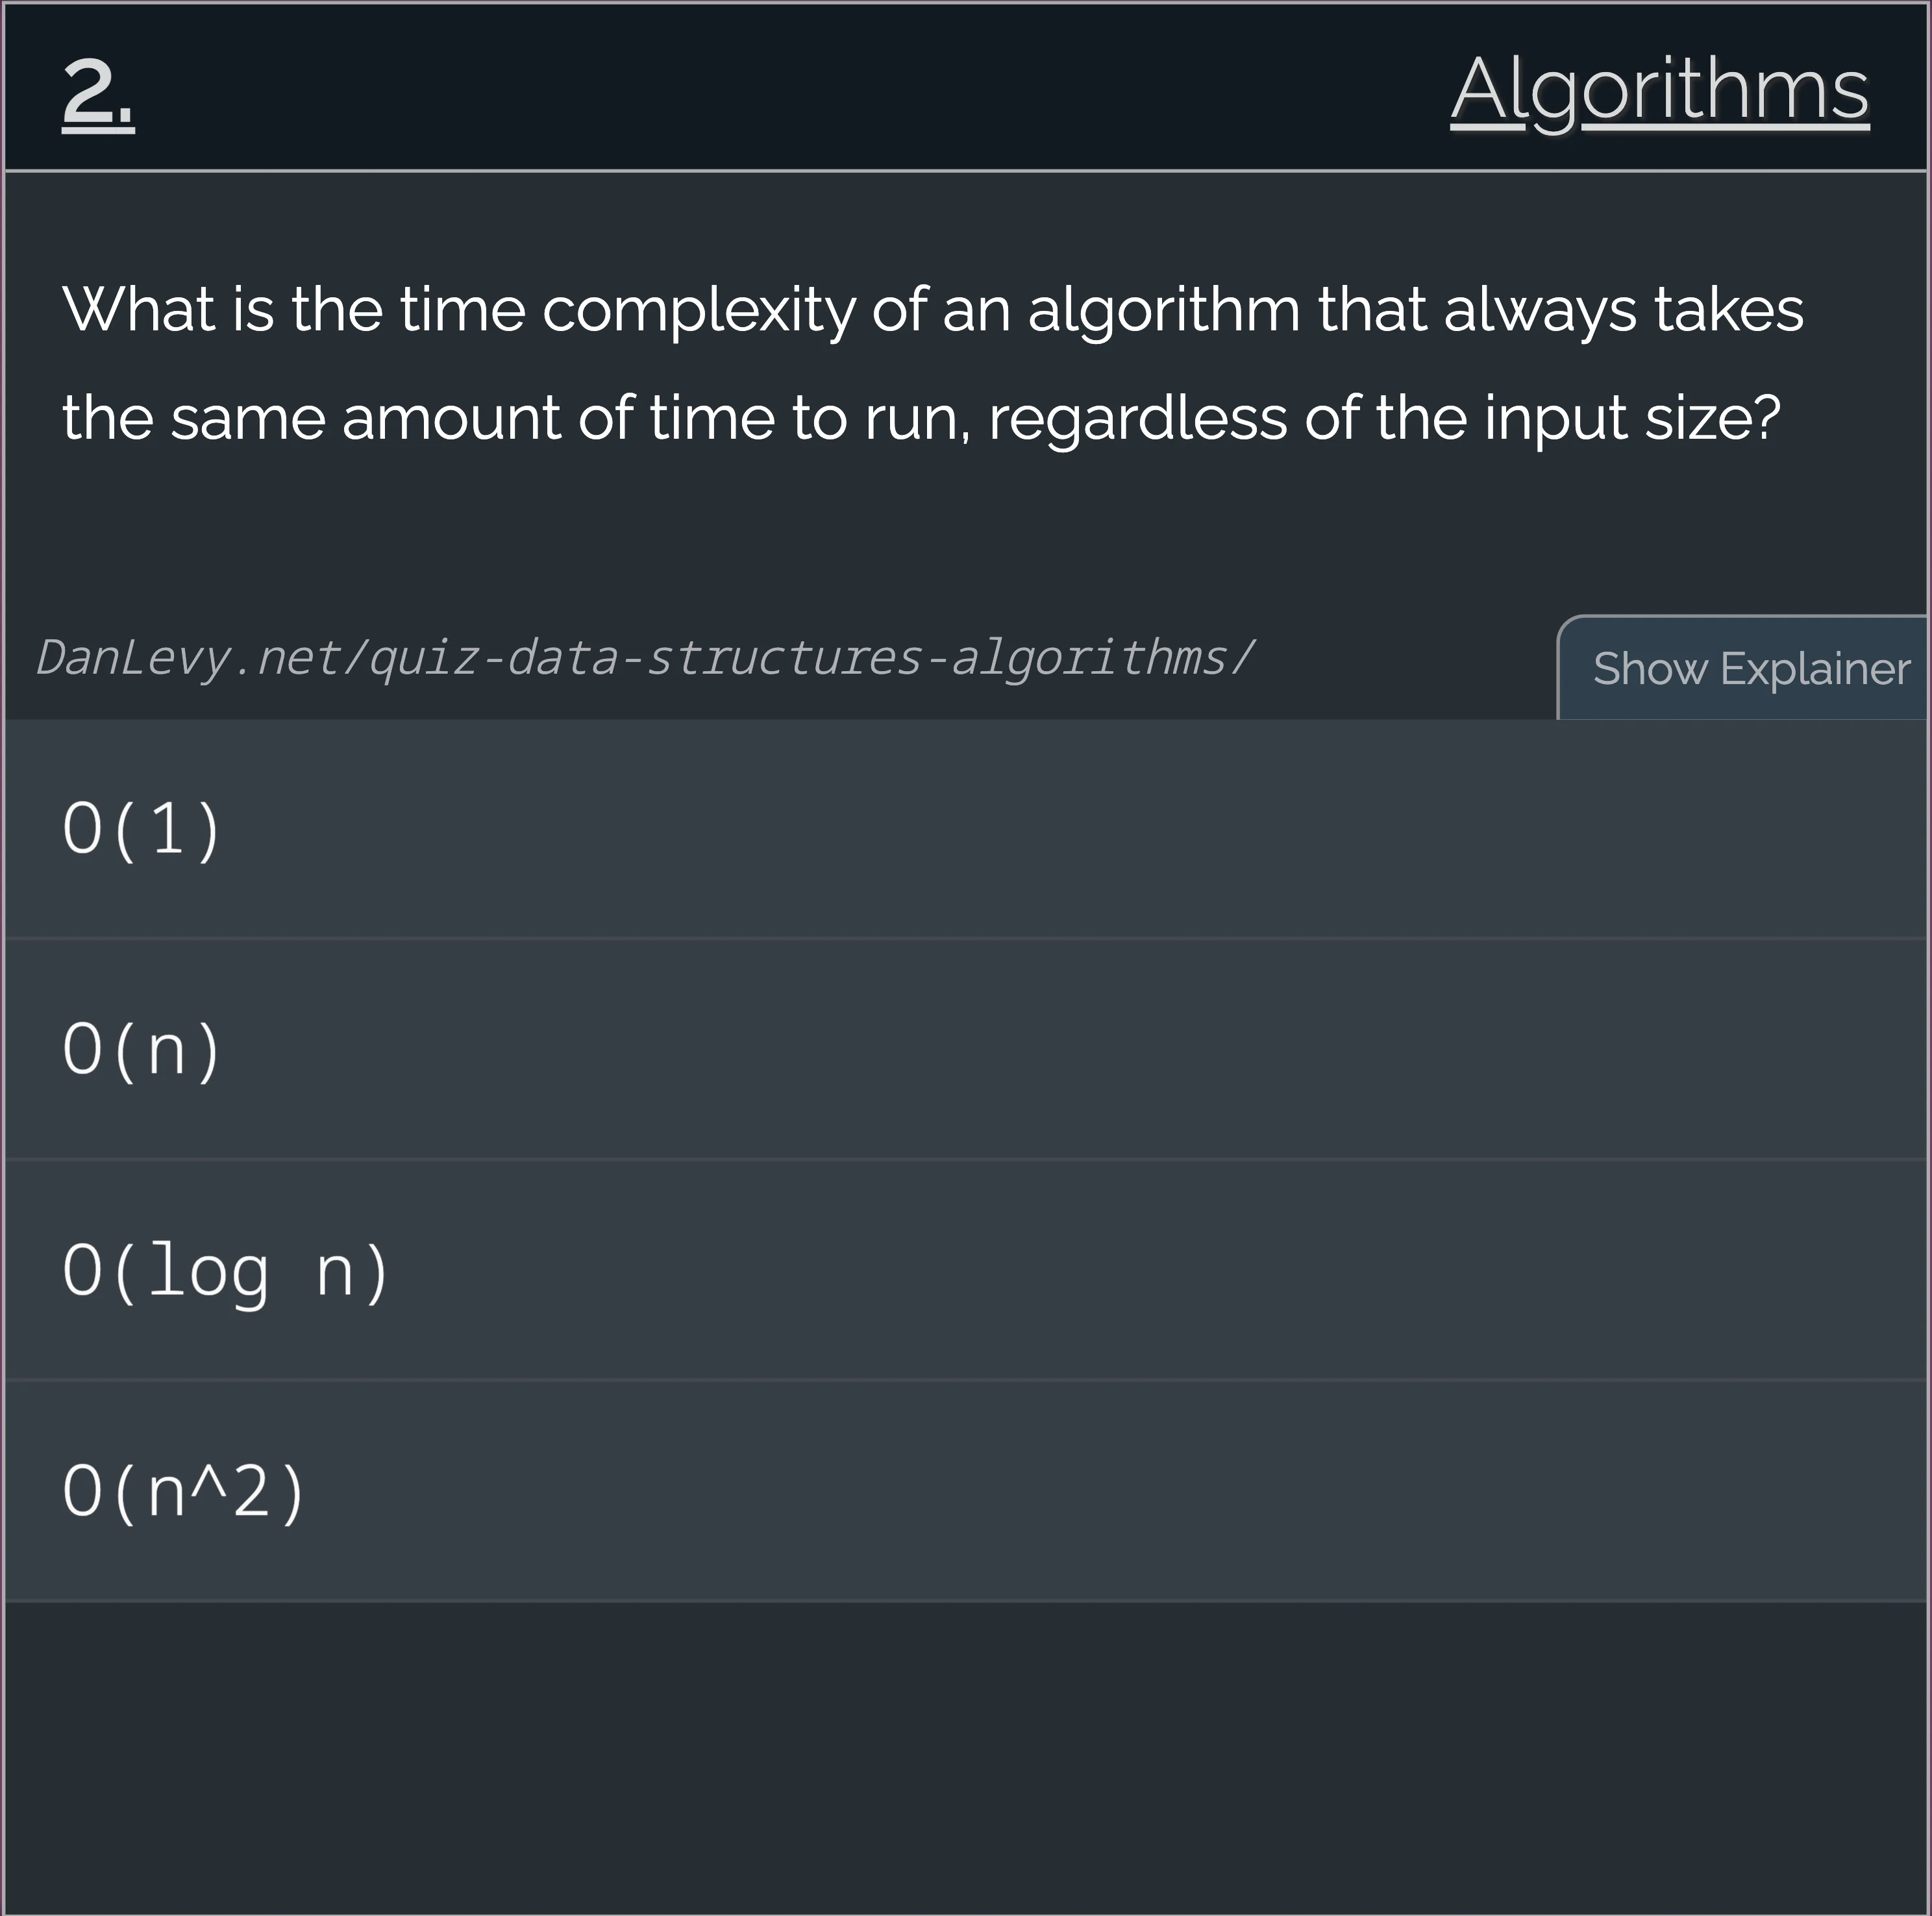 2.
Algorithms
What is the time complexity of an algorithm that always takes
the same amount of time to run, regardless of the input size?
DanLevy.net/quiz-data-structures-algorithms/
Show Explainer
O(1)
O(n)
O(log n)
O(n^2)